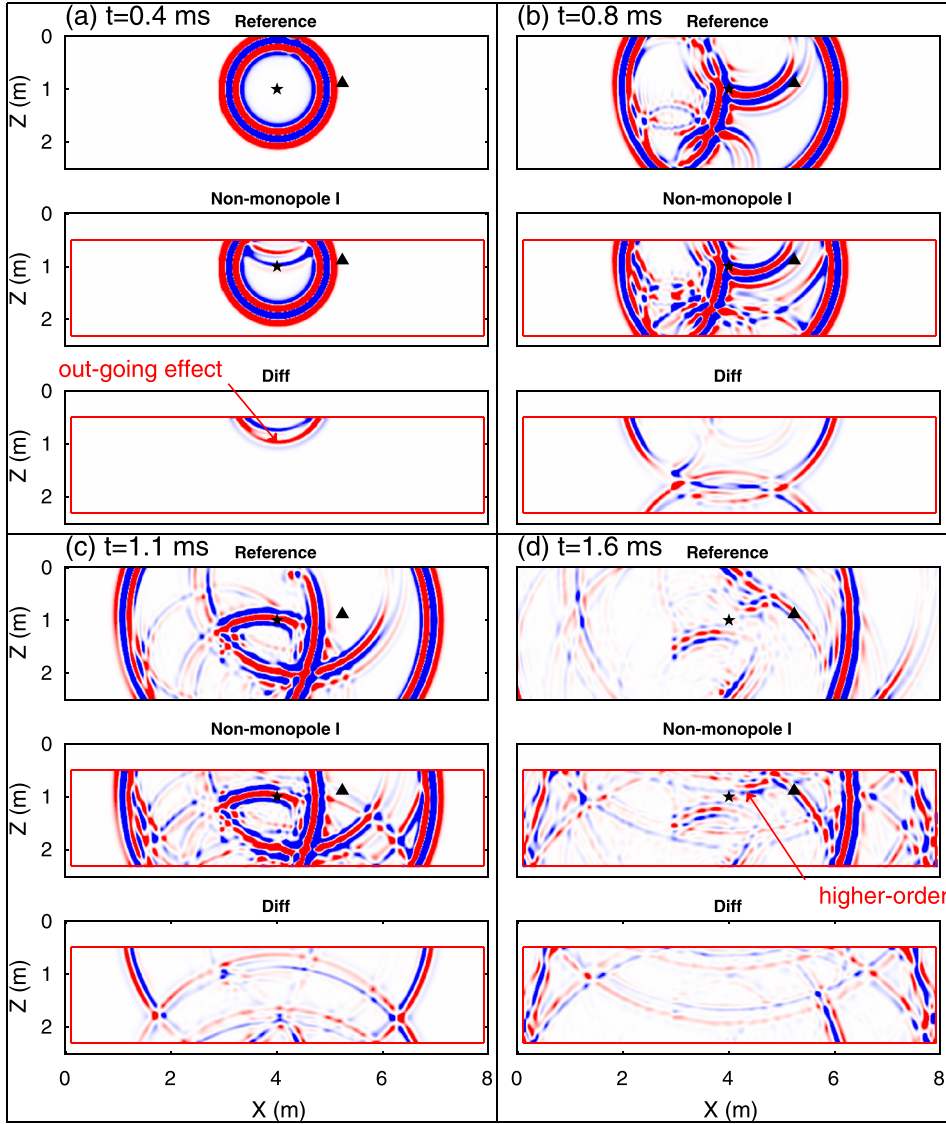 (a) t=0.4 ms
Reference
0
1
2
Z (m)
Non-monopole I
0
1
2
Z (m)
out-going effect
Diff
0
1
2
Z (m)
(b) t=0.8 ms
Reference
Non-monopole I
Diff
(c) t=1.1 ms
Reference
0
1
2
Z (m)
Non-monopole I
0
1
2
Z (m)
Diff
0
1
2
Z (m)
0 2 4 6 8
X (m)
(d) t=1.6 ms
Reference
Non-monopole I
higher-order
Diff
0 2 4 6 8
X (m)